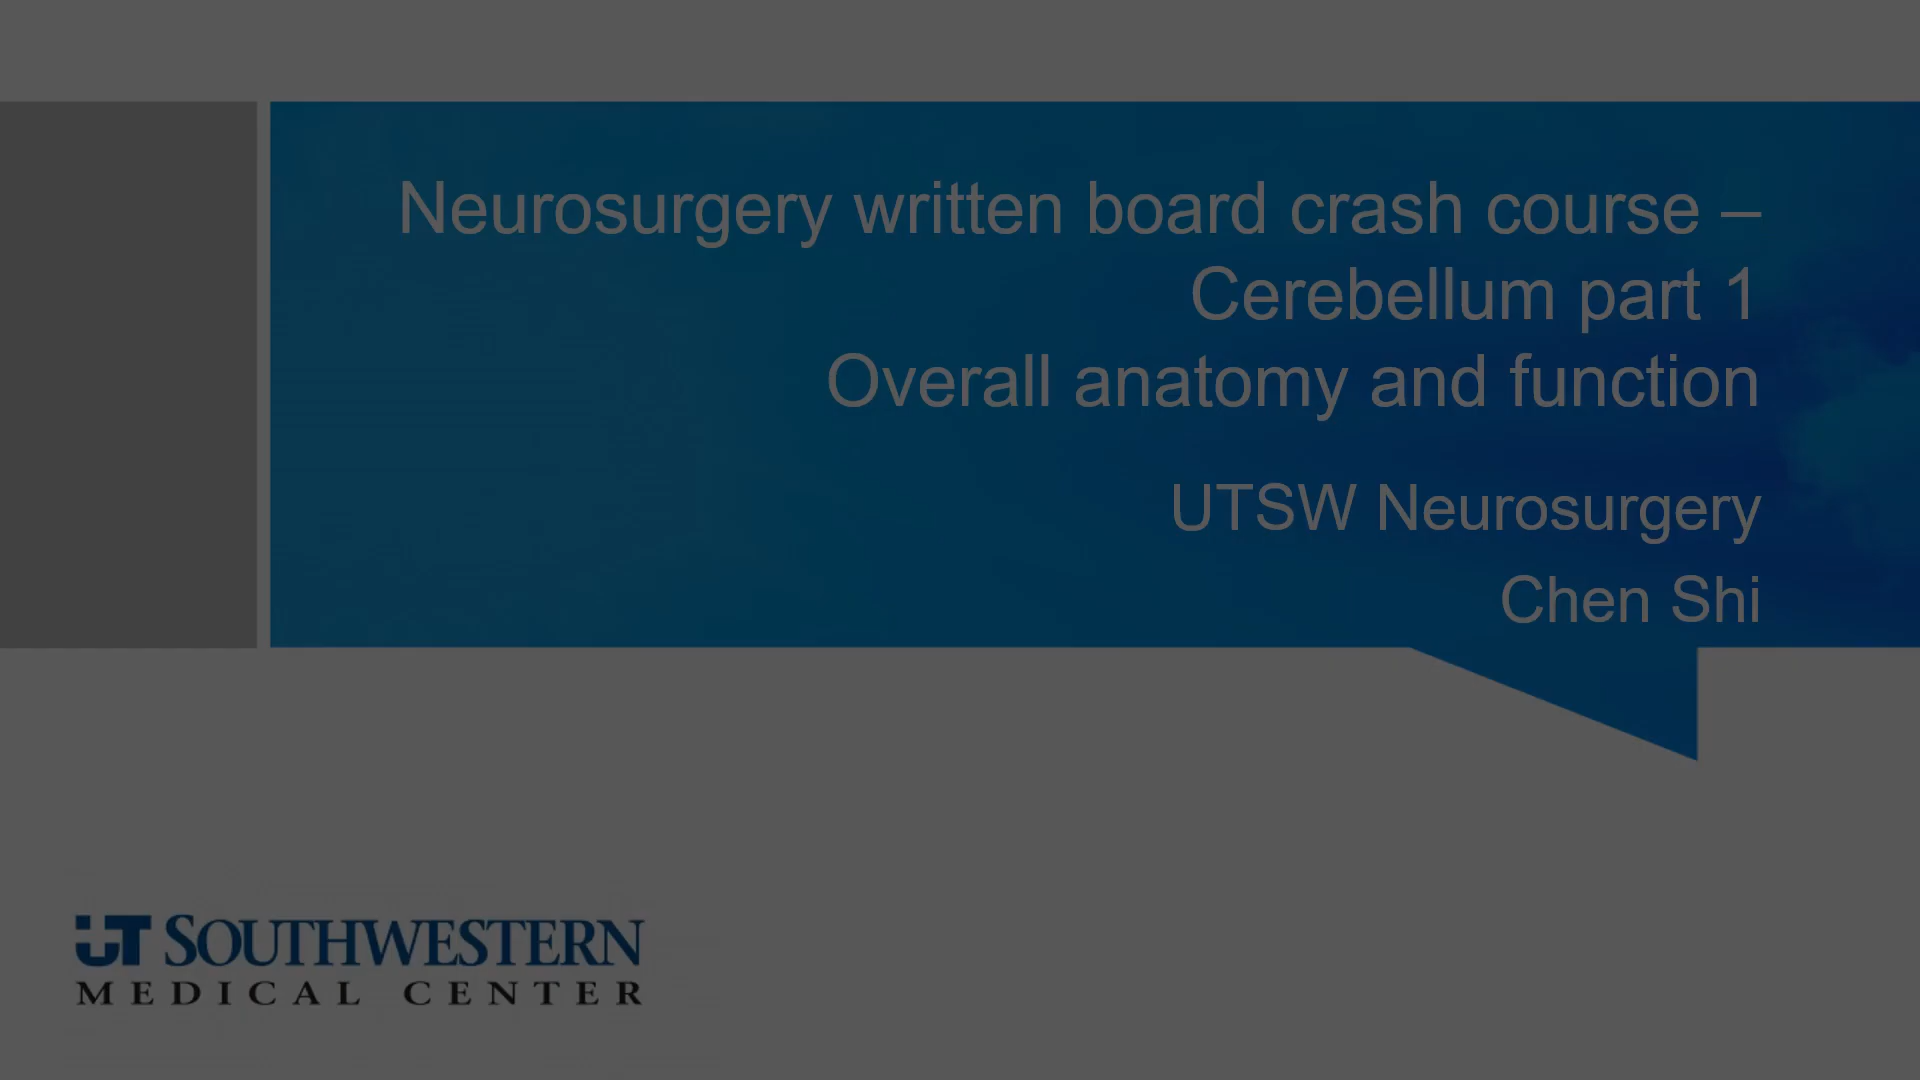 Neurosurgery written board crash course –
Cerebellum part 1
Overall anatomy and function
UTSW Neurosurgery
Chen Shi
UT SOUTHWESTERN
MEDICAL CENTER